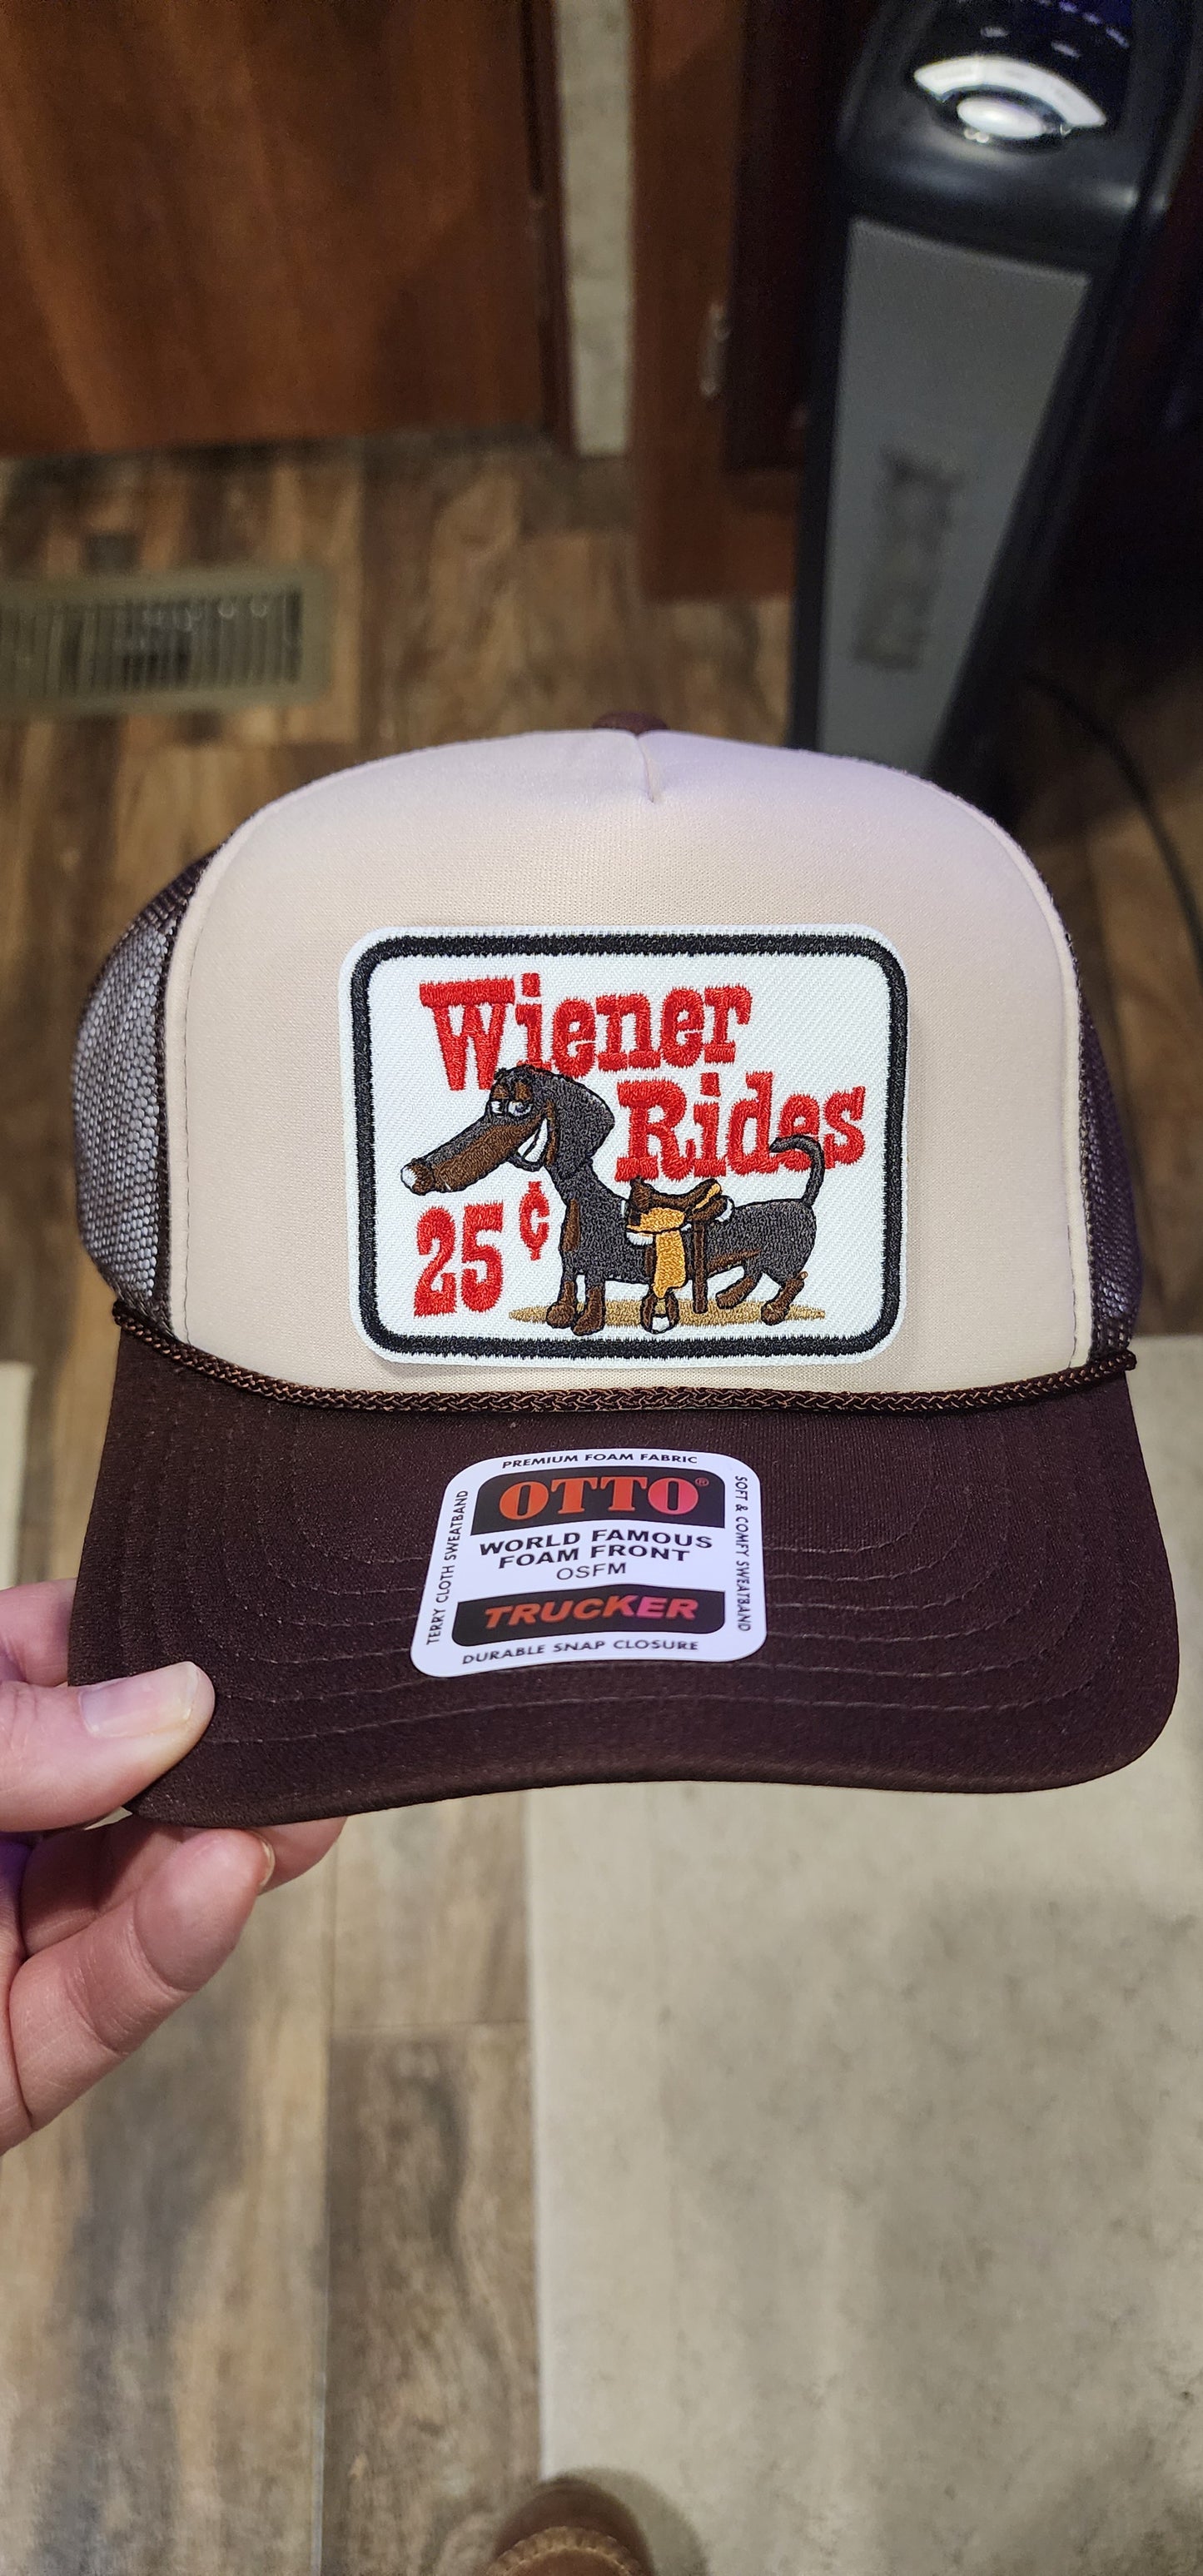 Wiener
Rides
25¢
PREMIUM FOAM FABRIC
OTTO®
WORLD FAMOUS
FOAM FRONT
OSFM
TRUCKER
DURABLE SNAP CLOSURE
TERRY CLOTH SWEATBAND
SOFT & COMFY SWEATBAND